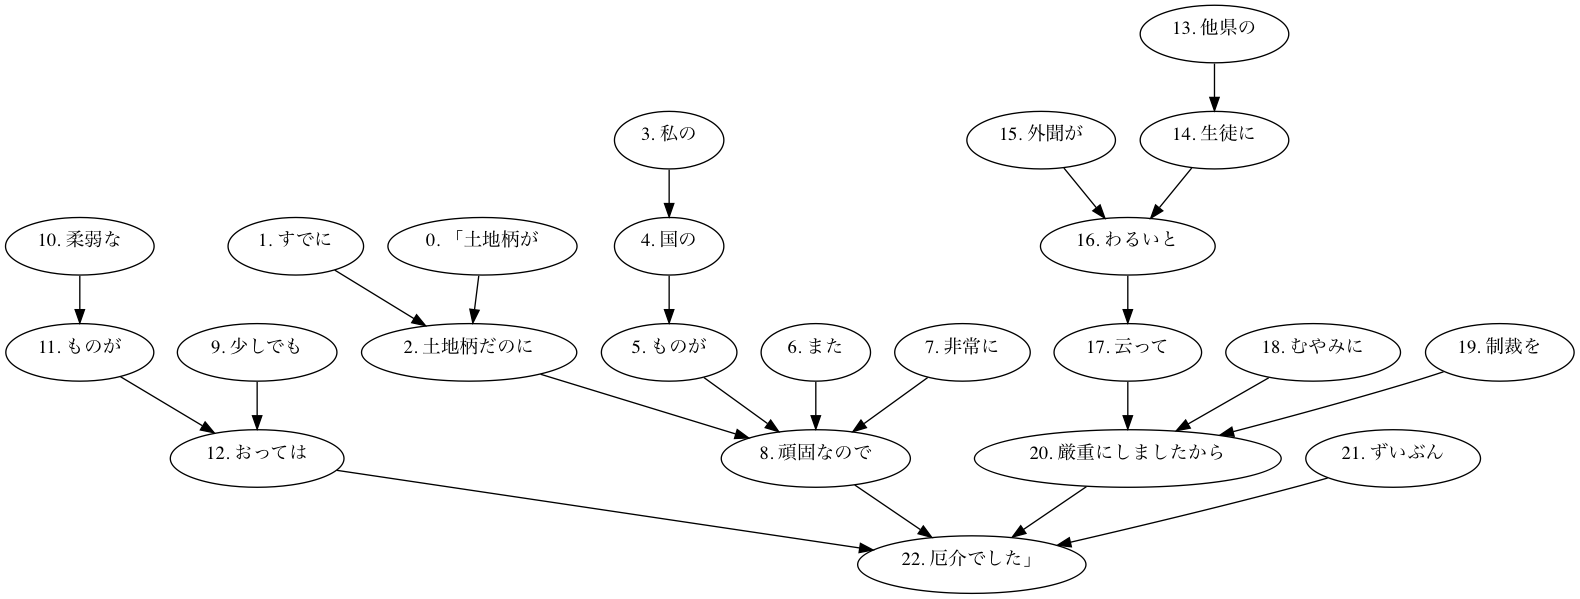 13. 他県の
3. 私の
15. 外聞が
14. 生徒に
10. 柔弱な
1. すでに
0. 「土地柄が
4. 国の
16. わるいと
11. ものが
9. 少しでも
2. 土地柄だのに
5. ものが
6. また
7. 非常に
17. 云って
18. むやみに
19. 制裁を
12. おっては
8. 頑固なので
20. 厳重にしましたから
21. ずいぶん
22. 厄介でした」